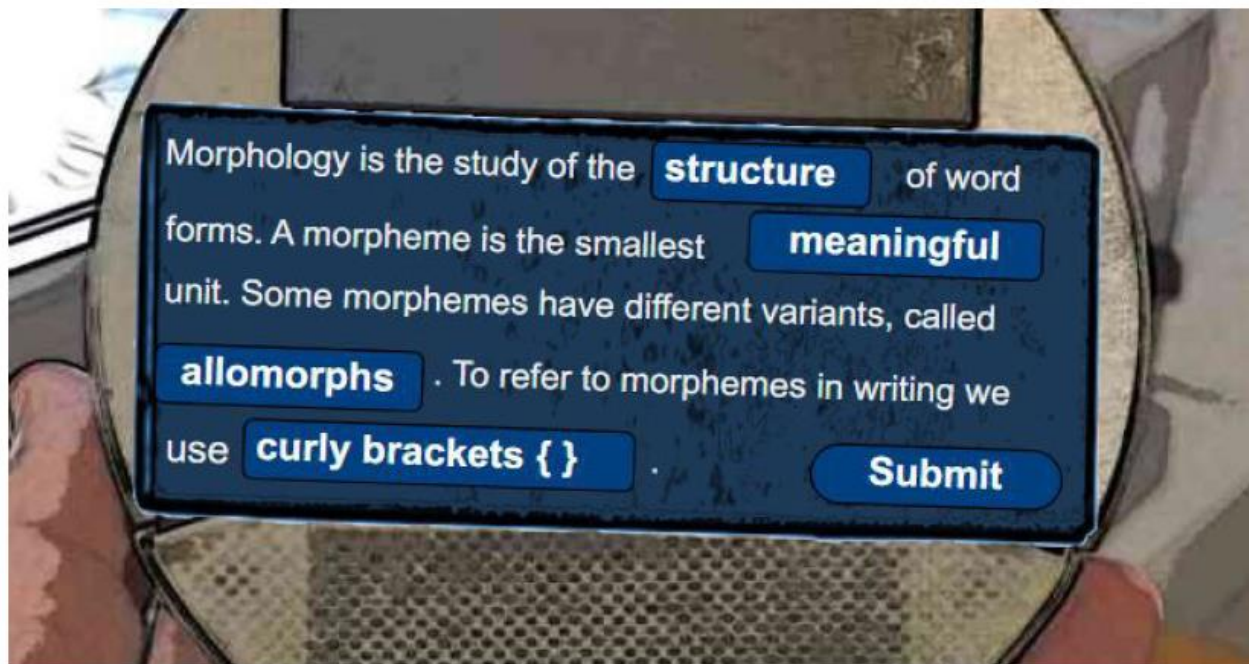 Morphology is the study of the structure of word
forms. A morpheme is the smallest meaningful
unit. Some morphemes have different variants, called
allomorphs . To refer to morphemes in writing we
use curly brackets { } . Submit